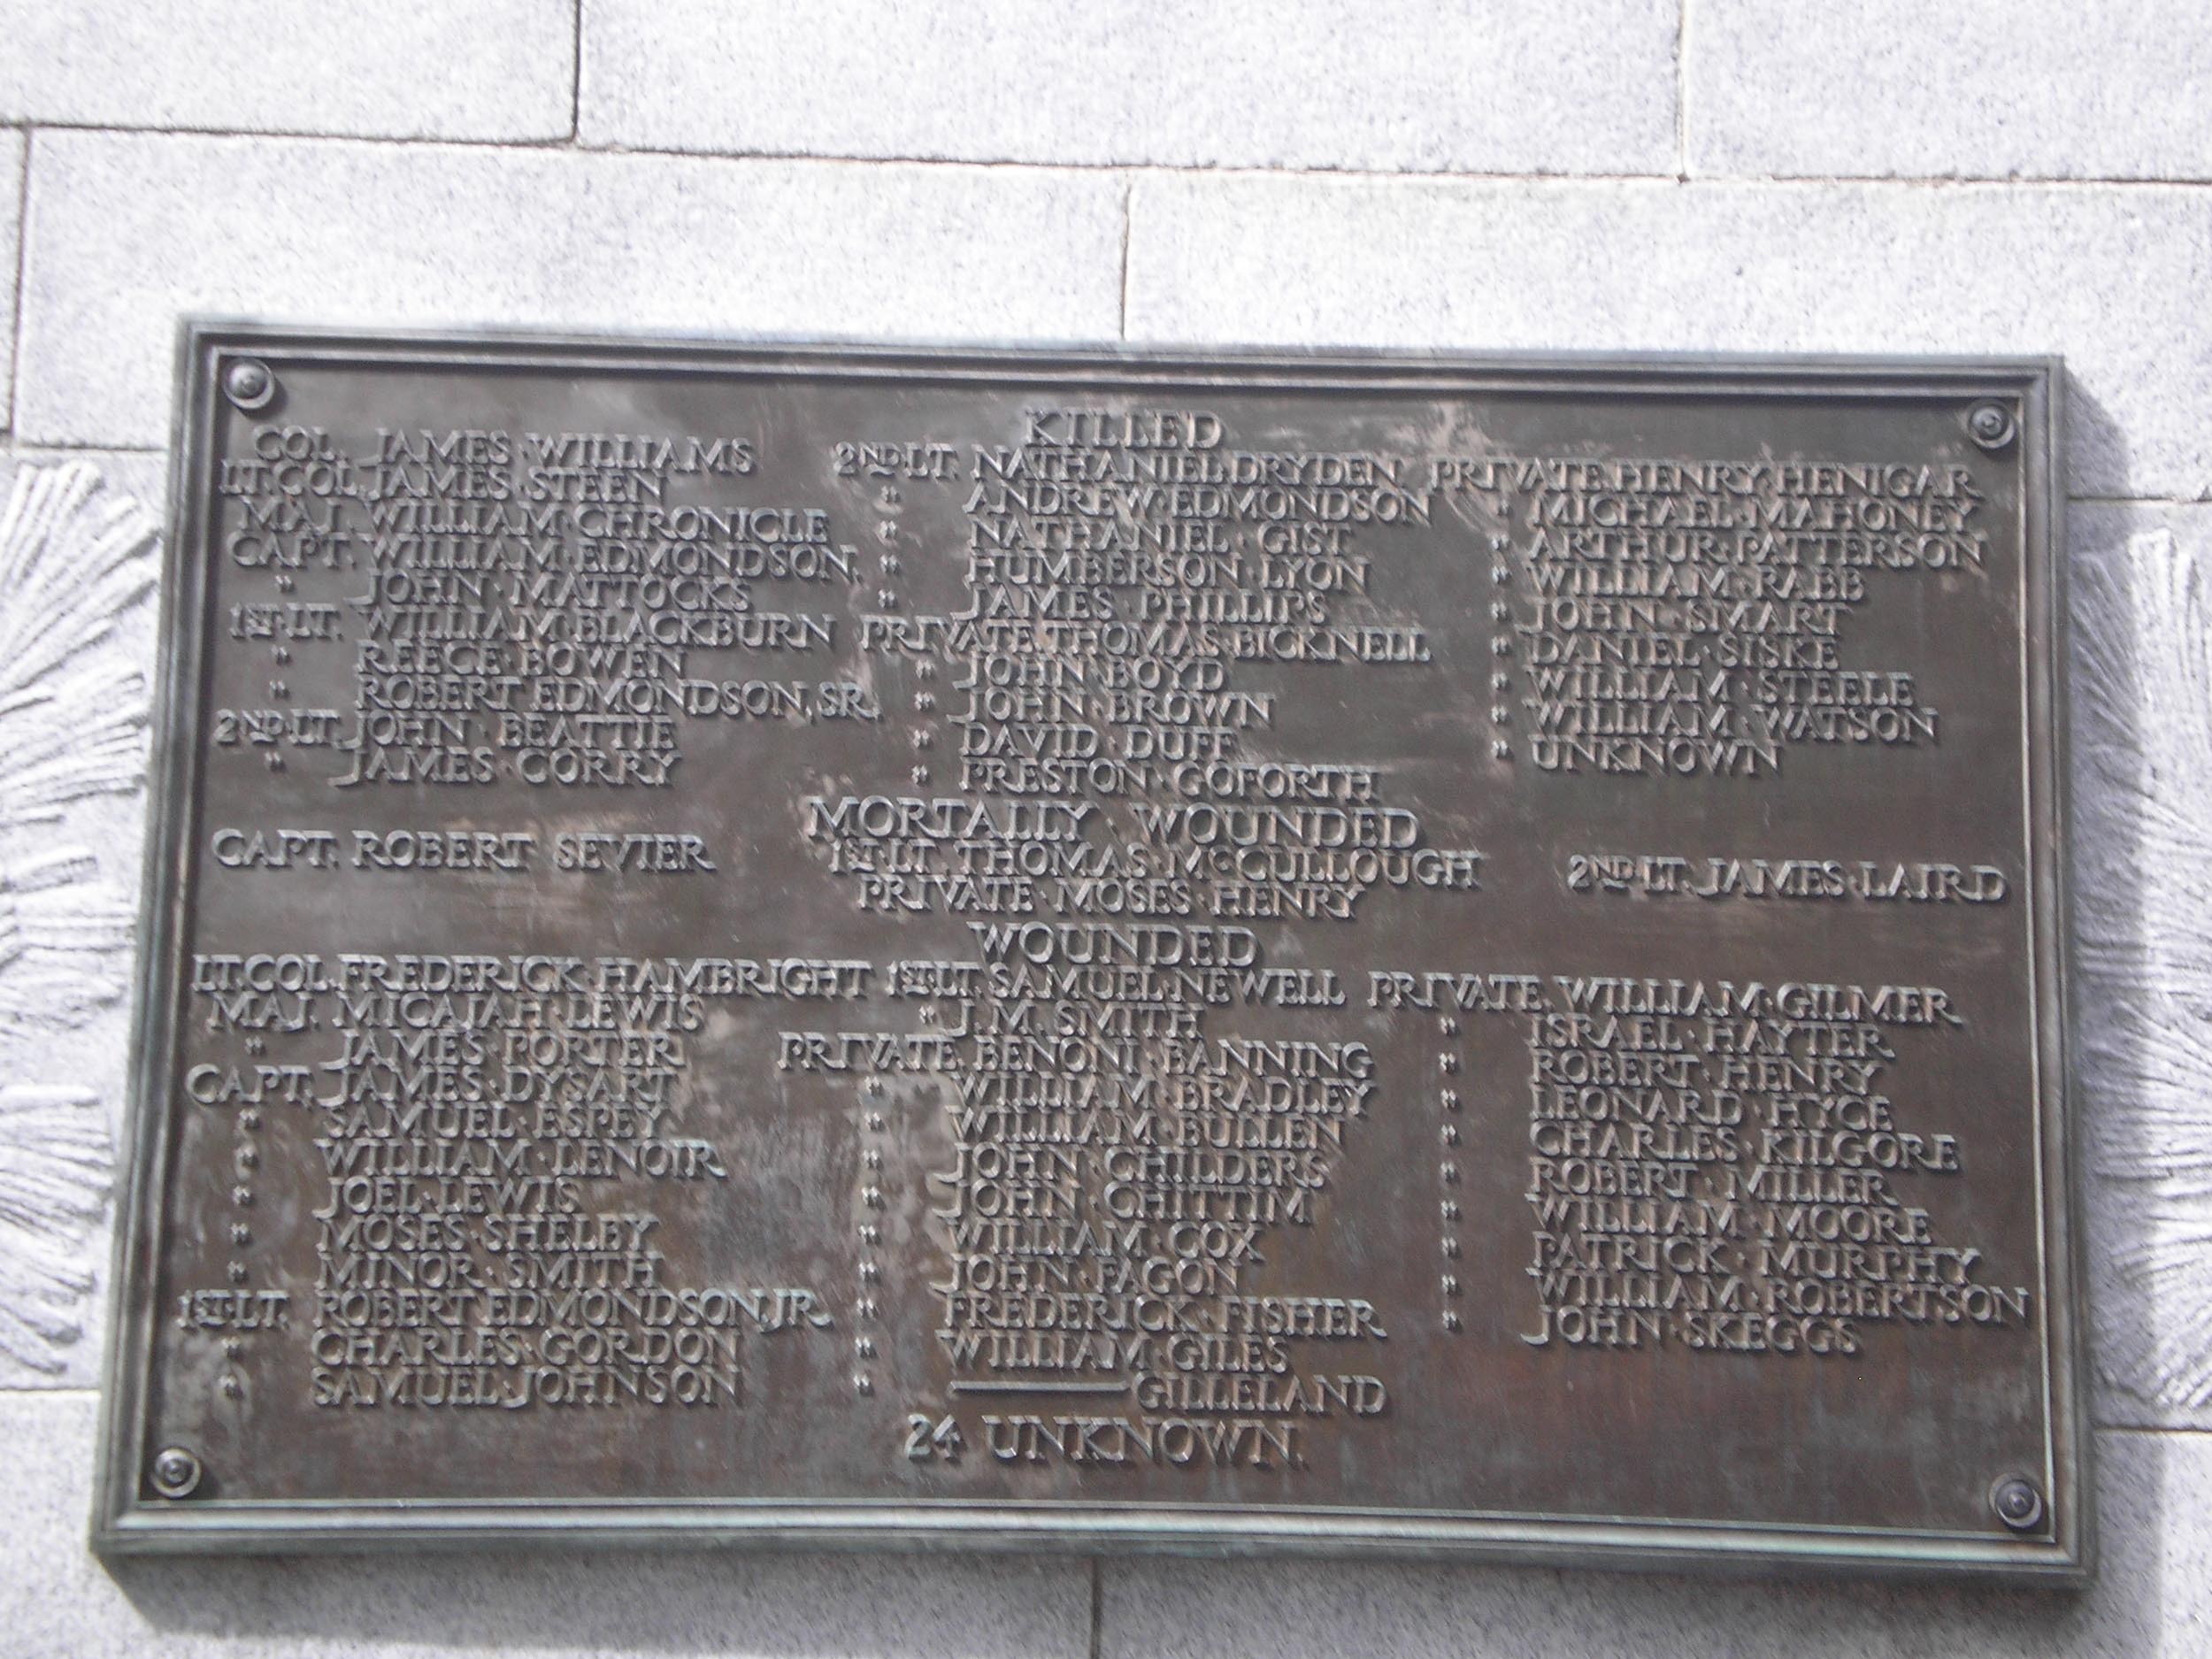 KILLED
COL. JAMES·WILLIAMS
LT.COL. JAMES·STEEN
MAJ. WILLIAM·CHRONICLE
CAPT. WILLIAM·EDMONDSON.
" JOHN·MATTOCKS
1ST·LT. WILLIAM·BLACKBURN
" REECE·BOWEN
" ROBERT EDMONDSON, SR.
2ND·LT. JOHN·BEATTIE
" JAMES·CORRY
2ND·LT. NATHANIEL·DRYDEN
" ANDREW·EDMONDSON
" NATHANIEL·GIST
" HUMBERSON·LYON
" JAMES·PHILLIPS
PRIVATE·THOMAS·BICKNELL
" JOHN·BOYD
" JOHN·BROWN
" DAVID·DUFF
" PRESTON·GOFORTH
PRIVATE·HENRY·HENIGAR
" MICHAEL·MAHONEY
" ARTHUR·PATTERSON
" WILLIAM·RABB
" JOHN·SMART
" DANIEL·SISKE
" WILLIAM·STEELE
" WILLIAM·WATSON
" UNKNOWN
MORTALLY WOUNDED
CAPT. ROBERT SEVIER
1ST·LT. THOMAS·McCULLOUGH
PRIVATE·MOSES·HENRY
2ND·LT. JAMES·LAIRD
WOUNDED
LT.COL. FREDERICK·HAMBRIGHT
MAJ. MICAJAH·LEWIS
" JAMES·PORTER
CAPT. JAMES·DYSART
" SAMUEL·ESPEY
" WILLIAM·LENOIR
" JOEL·LEWIS
" MOSES·SHELBY
" MINOR·SMITH
1ST·LT. ROBERT EDMONDSON, JR.
" CHARLES·GORDON
" SAMUEL·JOHNSON
1ST·LT. SAMUEL·NEWELL
" J.M. SMITH
PRIVATE·BENONI·BANNING
" WILLIAM·BRADLEY
" WILLIAM·BULLEN
" JOHN·CHILDERS
" JOHN·CHITTIM
" WILLIAM·COX
" JOHN·FAGON
" FREDERICK·FISHER
" WILLIAM·GILES
" ——— GILLELAND
PRIVATE. WILLIAM·GILMER
" ISRAEL·HAYTER
" ROBERT·HENRY
" LEONARD·HYCE
" CHARLES·KILGORE
" ROBERT·MILLER
" WILLIAM·MOORE
" PATRICK·MURPHY
" WILLIAM·ROBERTSON
" JOHN·SKEGGS
24 UNKNOWN.